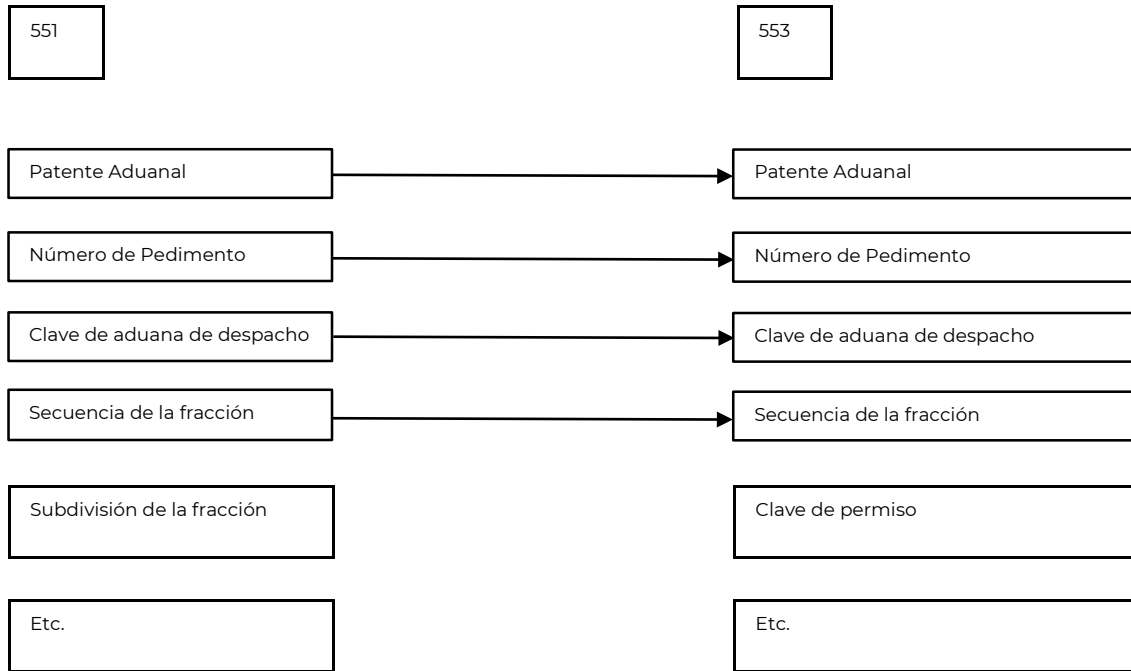 551
553
Patente Aduanal
Patente Aduanal
Número de Pedimento
Número de Pedimento
Clave de aduana de despacho
Clave de aduana de despacho
Secuencia de la fracción
Secuencia de la fracción
Subdivisión de la fracción
Clave de permiso
Etc.
Etc.